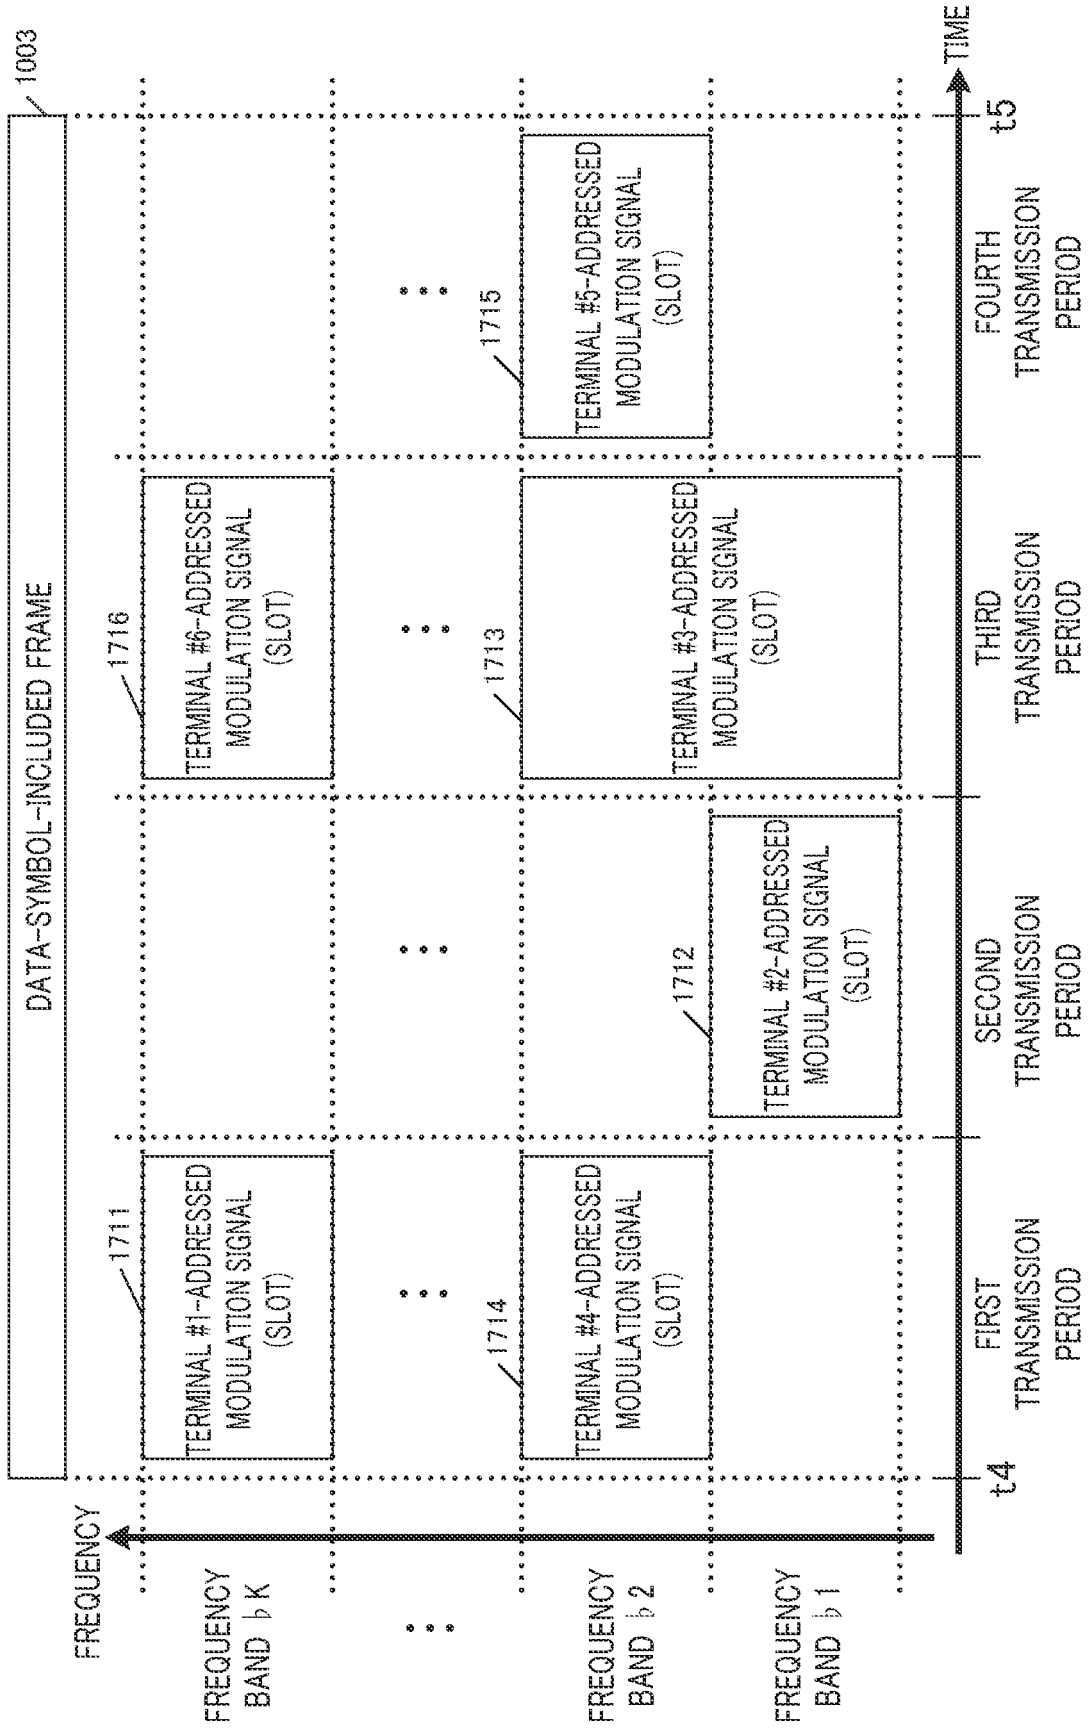 DATA-SYMBOL-INCLUDED FRAME
1003
FREQUENCY
FREQUENCY
BAND ♭K
1711
TERMINAL #1-ADDRESSED
MODULATION SIGNAL
(SLOT)
1716
TERMINAL #6-ADDRESSED
MODULATION SIGNAL
(SLOT)
FREQUENCY
BAND ♭2
1714
TERMINAL #4-ADDRESSED
MODULATION SIGNAL
(SLOT)
1713
TERMINAL #3-ADDRESSED
MODULATION SIGNAL
(SLOT)
1715
TERMINAL #5-ADDRESSED
MODULATION SIGNAL
(SLOT)
FREQUENCY
BAND ♭1
1712
TERMINAL #2-ADDRESSED
MODULATION SIGNAL
(SLOT)
TIME
t4
t5
FIRST
TRANSMISSION
PERIOD
SECOND
TRANSMISSION
PERIOD
THIRD
TRANSMISSION
PERIOD
FOURTH
TRANSMISSION
PERIOD